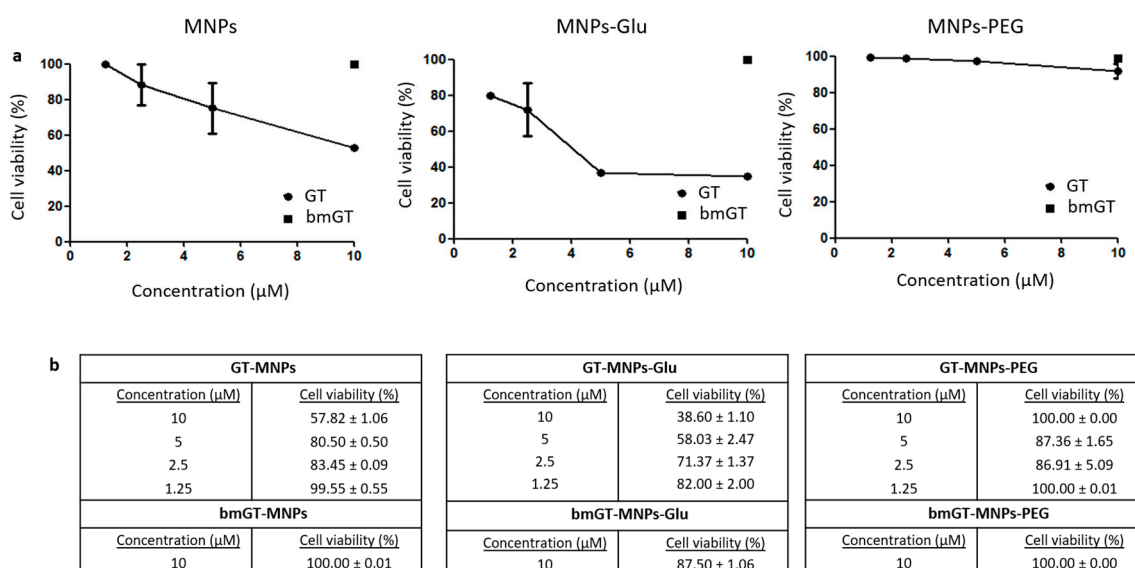 MNPs MNPs-Glu MNPs-PEG
a
Cell viability (%)
100
80
60
40
20
0
0 2 4 6 8 10
GT
bmGT
Concentration (µM)
Cell viability (%)
100
80
60
40
20
0
0 2 4 6 8 10
GT
bmGT
Concentration (µM)
Cell viability (%)
100
80
60
40
20
0
0 2 4 6 8 10
GT
bmGT
Concentration (µM)
b
GT-MNPs
Concentration (µM) Cell viability (%)
10 57.82 ± 1.06
5 80.50 ± 0.50
2.5 83.45 ± 0.09
1.25 99.55 ± 0.55
bmGT-MNPs
Concentration (µM) Cell viability (%)
10 100.00 ± 0.01
GT-MNPs-Glu
Concentration (µM) Cell viability (%)
10 38.60 ± 1.10
5 58.03 ± 2.47
2.5 71.37 ± 1.37
1.25 82.00 ± 2.00
bmGT-MNPs-Glu
Concentration (µM) Cell viability (%)
10 87.50 ± 1.06
GT-MNPs-PEG
Concentration (µM) Cell viability (%)
10 100.00 ± 0.00
5 87.36 ± 1.65
2.5 86.91 ± 5.09
1.25 100.00 ± 0.01
bmGT-MNPs-PEG
Concentration (µM) Cell viability (%)
10 100.00 ± 0.00